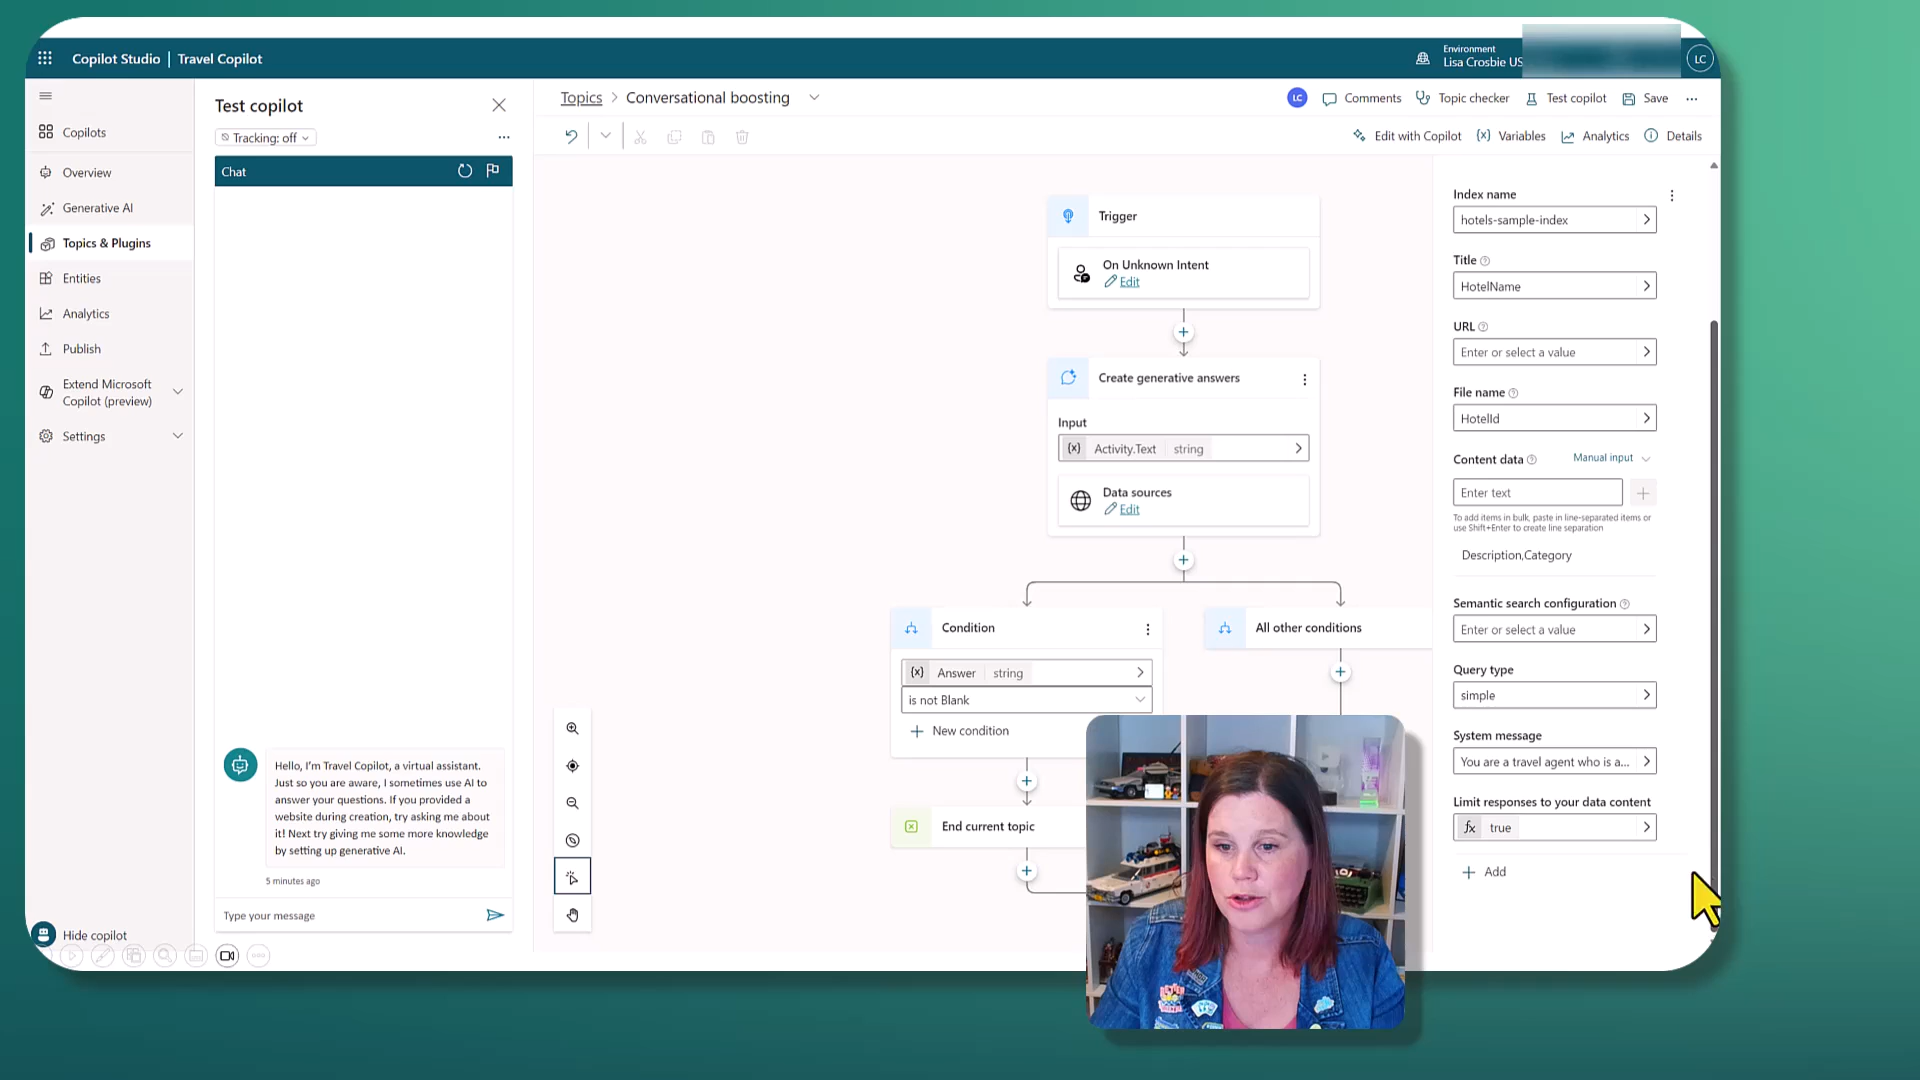 Copilot Studio | Travel Copilot
Environment
Lisa Crosbie US
LC
Copilots
Overview
Generative AI
Topics & Plugins
Entities
Analytics
Publish
Extend Microsoft
Copilot (preview)
Settings
Hide copilot
Test copilot
Tracking: off
Chat
Hello, I'm Travel Copilot, a virtual assistant.
Just so you are aware, I sometimes use AI to
answer your questions. If you provided a
website during creation, try asking me about
it! Next try giving me some more knowledge
by setting up generative AI.
5 minutes ago
Type your message
Topics > Conversational boosting
LC
Comments
Topic checker
Test copilot
Save
Edit with Copilot
{x} Variables
Analytics
Details
Trigger
On Unknown Intent
Edit
Create generative answers
Input
{x} Activity.Text string
Data sources
Edit
Condition
{x} Answer string
is not Blank
New condition
End current topic
All other conditions
Index name
hotels-sample-index
Title
HotelName
URL
Enter or select a value
File name
HotelId
Content data
Manual input
Enter text
To add items in bulk, paste in line-separated items or
use Shift+Enter to create line separation
Description,Category
Semantic search configuration
Enter or select a value
Query type
simple
System message
You are a travel agent who is a...
Limit responses to your data content
fx true
Add